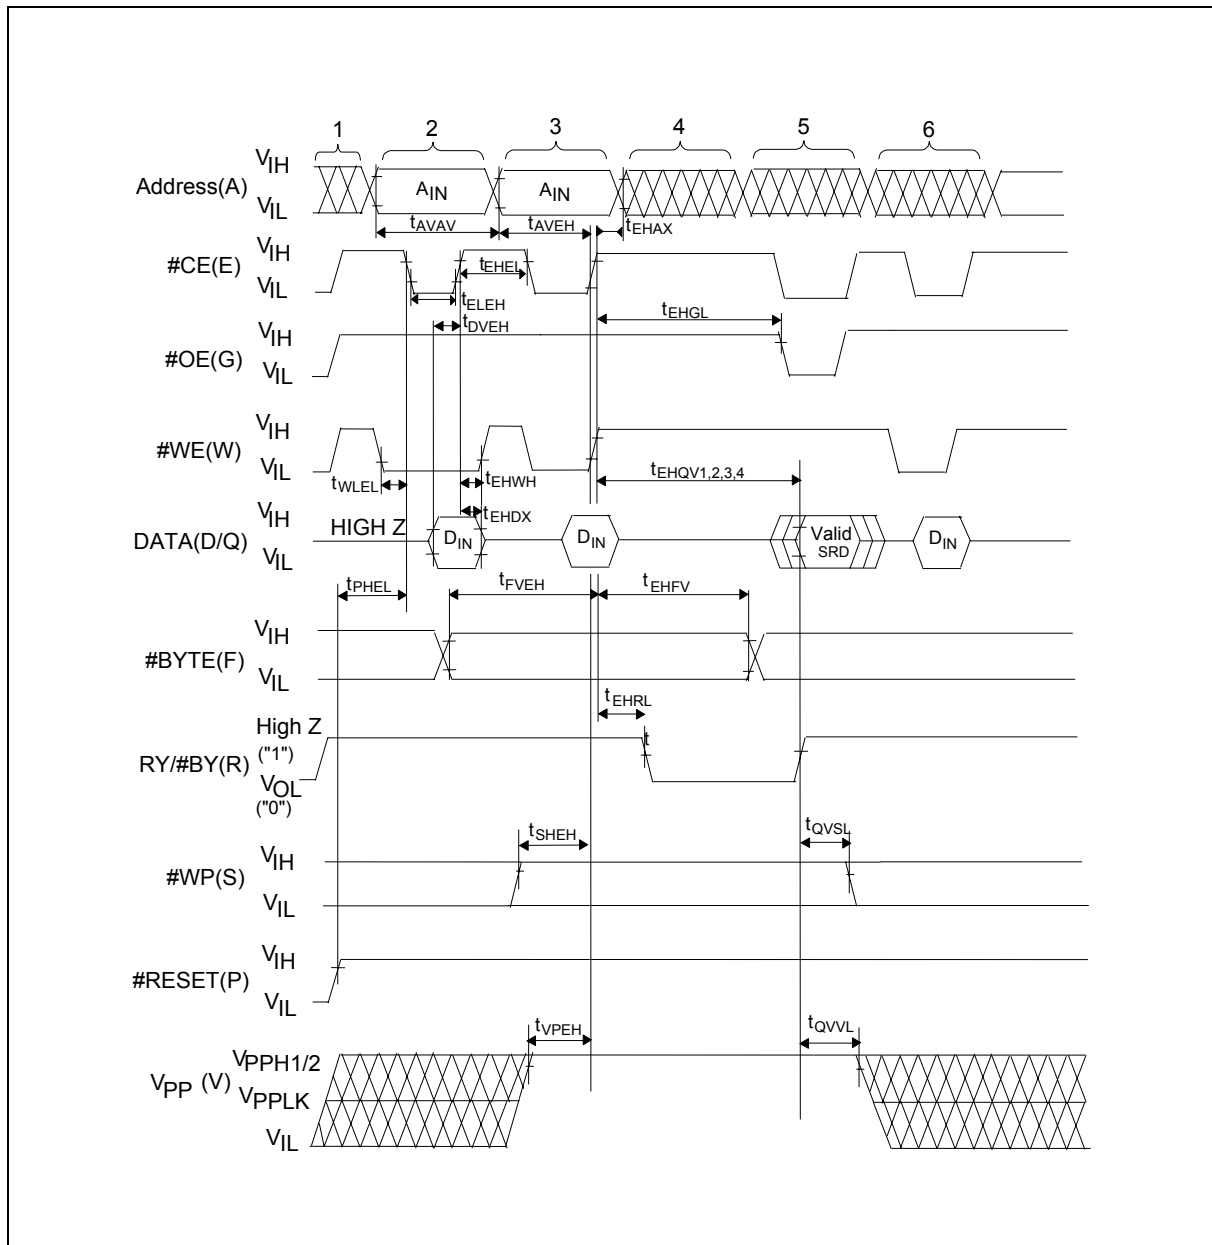 1 2 3 4 5 6
VIH
Address(A) AIN AIN
VIL
tAVAV tAVEH tEHAX
VIH
#CE(E) tEHEL
VIL
tELEH
tEHGL
tDVEH
VIH
#OE(G)
VIL
VIH
#WE(W)
VIL
tWLEL tEHWH tEHQV1,2,3,4
tEHDX
VIH
HIGH Z
DATA(D/Q) DIN DIN Valid SRD DIN
VIL
tPHEL tFVEH tEHFV
VIH
#BYTE(F)
VIL
tEHRL
High Z
("1") t
RY/#BY(R)
VOL
("0")
tSHEH tQVSL
VIH
#WP(S)
VIL
VIH
#RESET(P)
VIL
tVPEH tQVVL
VPPH1/2
VPP (V)
VPPLK
VIL